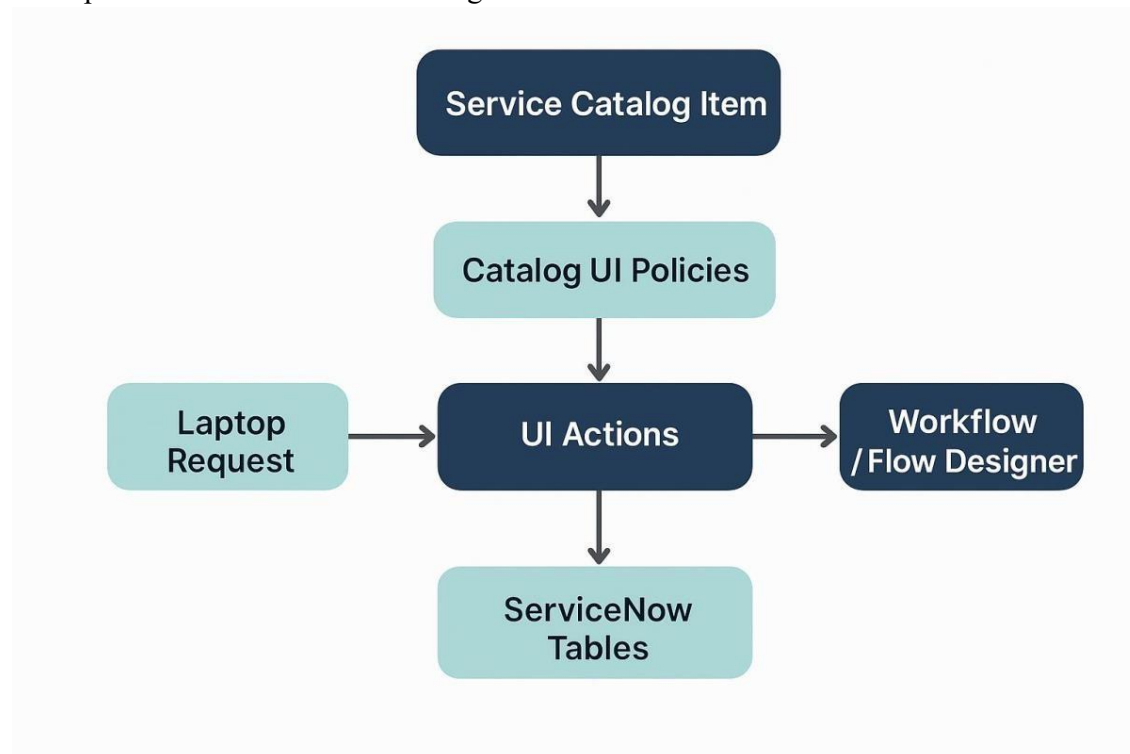 Service Catalog Item
Catalog UI Policies
Laptop
Request
UI Actions
Workflow
/ Flow Designer
ServiceNow
Tables